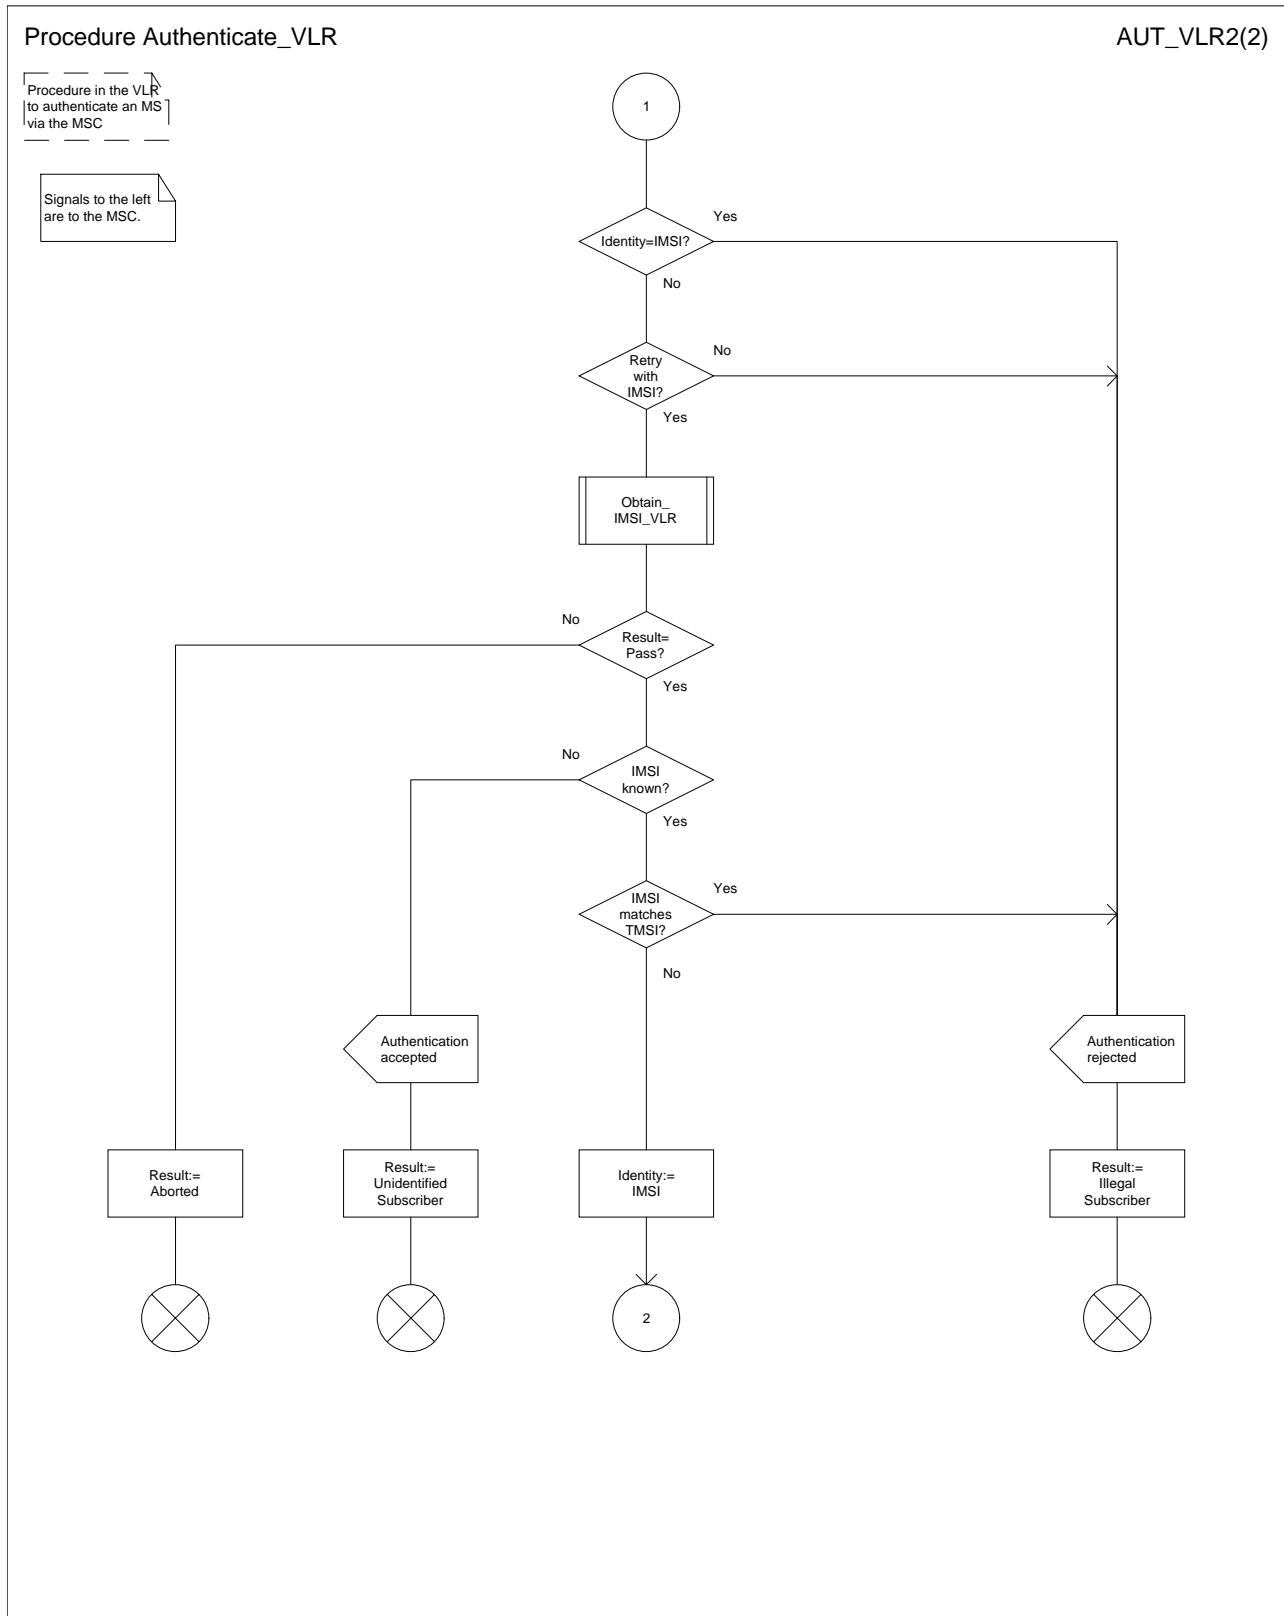 Procedure Authenticate_VLR
AUT_VLR2(2)
Procedure in the VLR
to authenticate an MS
via the MSC
Signals to the left
are to the MSC.
1
Identity=IMSI?
Yes
No
Retry
with
IMSI?
No
Yes
Obtain_
IMSI_VLR
No
Result=
Pass?
Yes
No
IMSI
known?
Yes
IMSI
matches
TMSI?
Yes
No
Authentication
accepted
Authentication
rejected
Result:=
Aborted
Result:=
Unidentified
Subscriber
Identity:=
IMSI
Result:=
Illegal
Subscriber
2